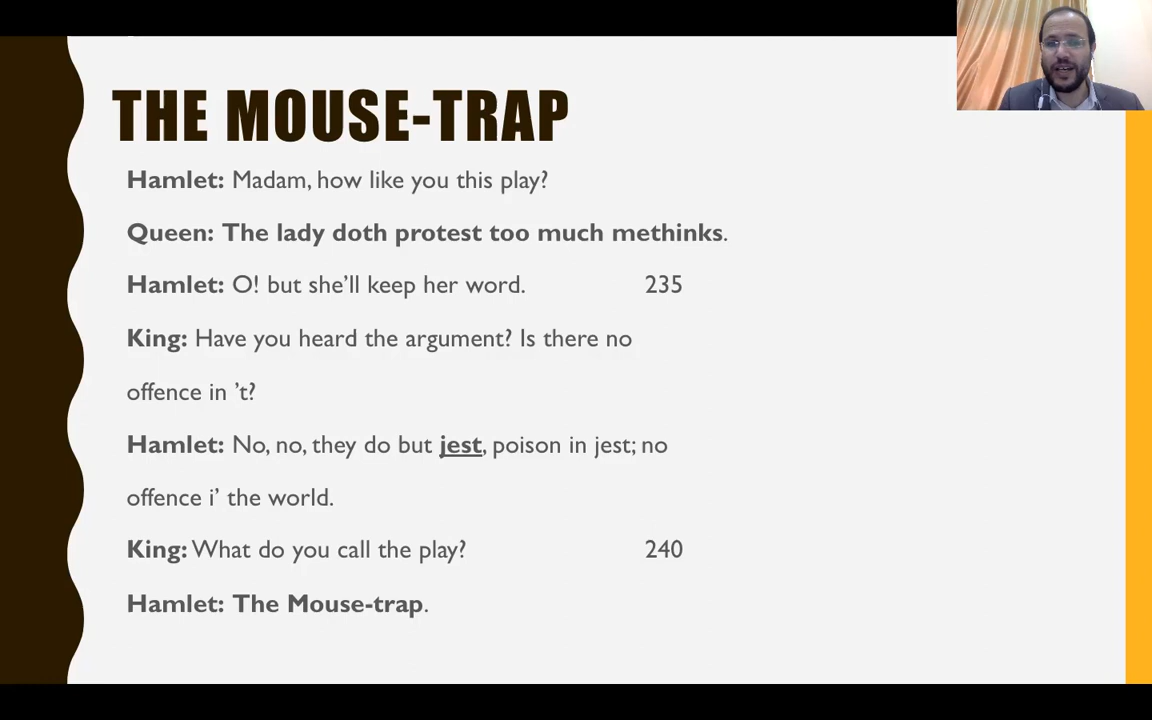 THE MOUSE-TRAP
Hamlet: Madam, how like you this play?
Queen: The lady doth protest too much methinks.
Hamlet: O! but she’ll keep her word. 235
King: Have you heard the argument? Is there no
offence in ’t?
Hamlet: No, no, they do but jest, poison in jest; no
offence i’ the world.
King: What do you call the play? 240
Hamlet: The Mouse-trap.